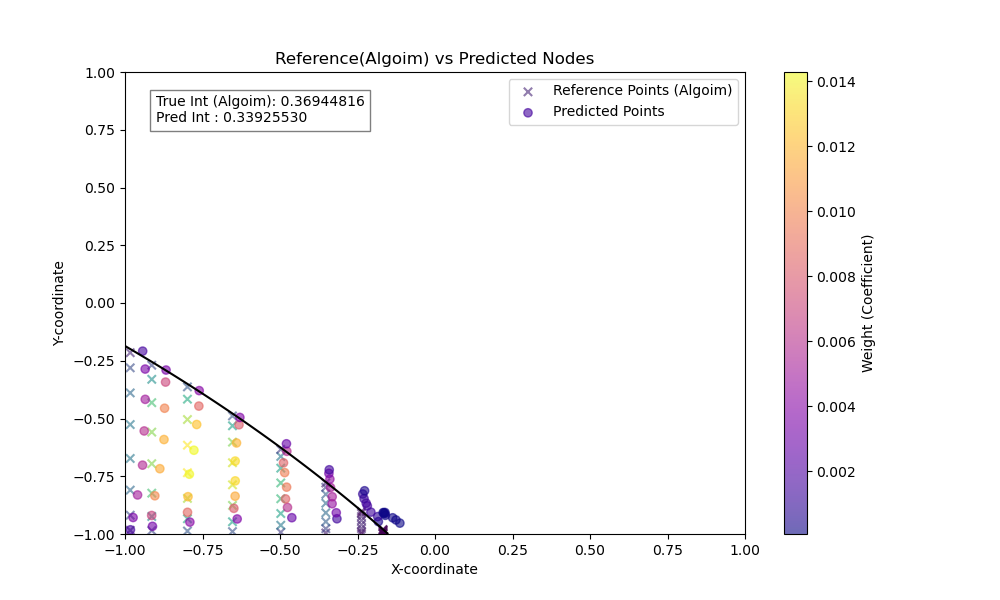 Reference(Algoim) vs Predicted Nodes
True Int (Algoim): 0.36944816
Pred Int : 0.33925530
Reference Points (Algoim)
Predicted Points
1.00
0.75
0.50
0.25
0.00
−0.25
−0.50
−0.75
−1.00
Y-coordinate
−1.00 −0.75 −0.50 −0.25 0.00 0.25 0.50 0.75 1.00
X-coordinate
0.014
0.012
0.010
0.008
0.006
0.004
0.002
Weight (Coefficient)